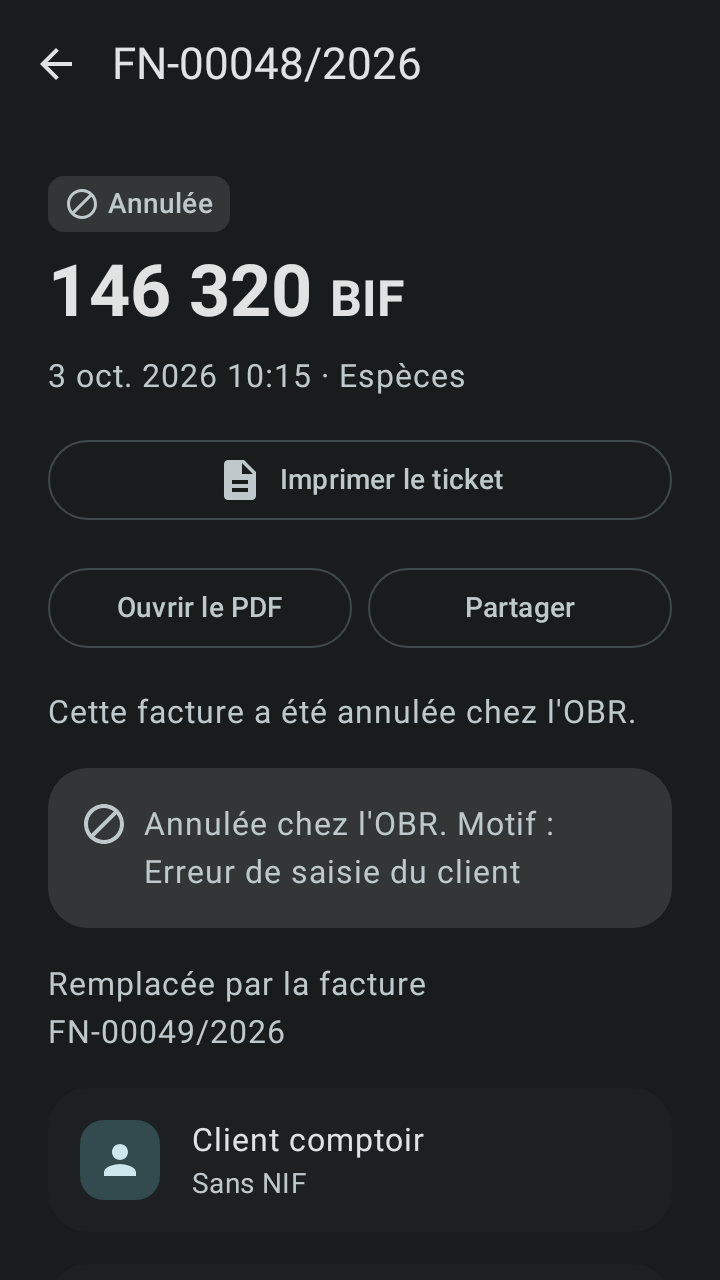 FN-00048/2026
Annulée
146 320 BIF
3 oct. 2026 10:15 · Espèces
Imprimer le ticket
Ouvrir le PDF
Partager
Cette facture a été annulée chez l'OBR.
Annulée chez l'OBR. Motif :
Erreur de saisie du client
Remplacée par la facture
FN-00049/2026
Client comptoir
Sans NIF